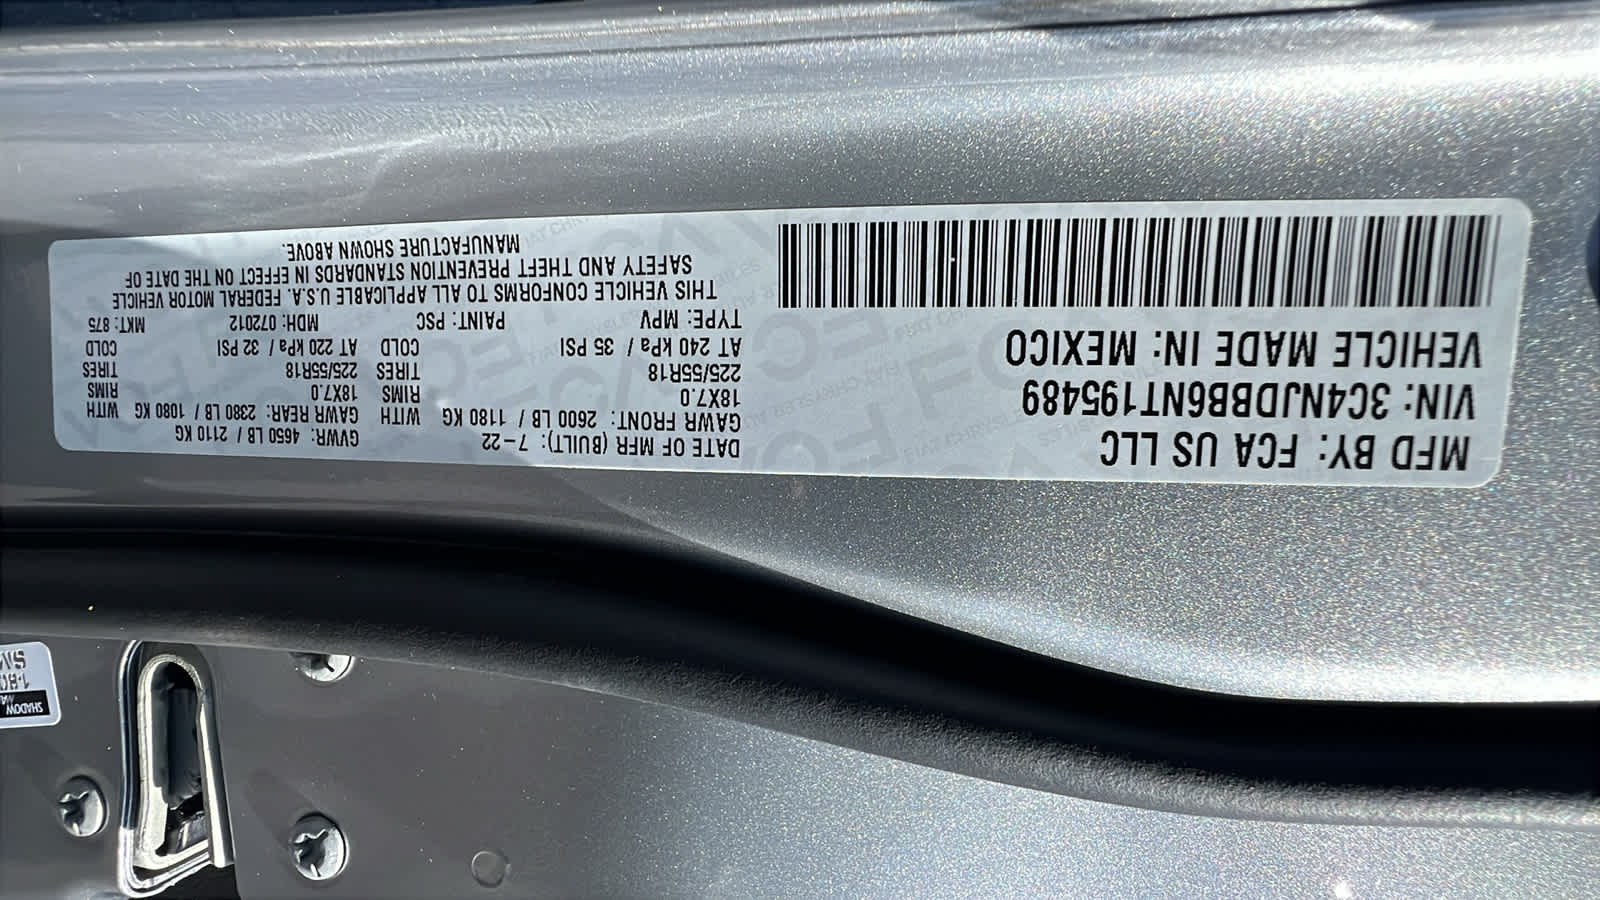 MFD BY: FCA US LLC
VIN: 3C4NJDBB6NT195489
VEHICLE MADE IN: MEXICO
DATE OF MFR (BUILT): 7-22 GVWR: 4650 LB / 2110 KG
GAWR FRONT: 2600 LB / 1180 KG WITH GAWR REAR: 2380 LB / 1080 KG WITH
18X7.0 RIMS 18X7.0 RIMS
225/55R18 TIRES 225/55R18 TIRES
AT 240 kPa / 35 PSI COLD AT 220 kPa / 32 PSI COLD
TYPE: MPV PAINT: PSC MDH: 072012 MKT: 875
THIS VEHICLE CONFORMS TO ALL APPLICABLE U.S.A. FEDERAL MOTOR VEHICLE
SAFETY AND THEFT PREVENTION STANDARDS IN EFFECT ON THE DATE OF
MANUFACTURE SHOWN ABOVE.
SHADOW